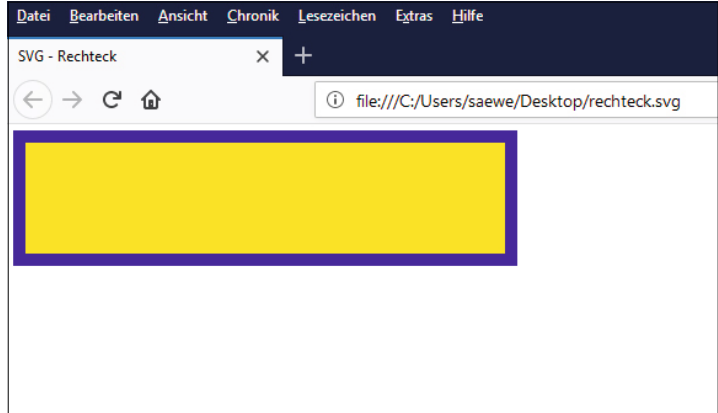 Datei Bearbeiten Ansicht Chronik Lesezeichen Extras Hilfe
SVG - Rechteck
file:///C:/Users/saewe/Desktop/rechteck.svg